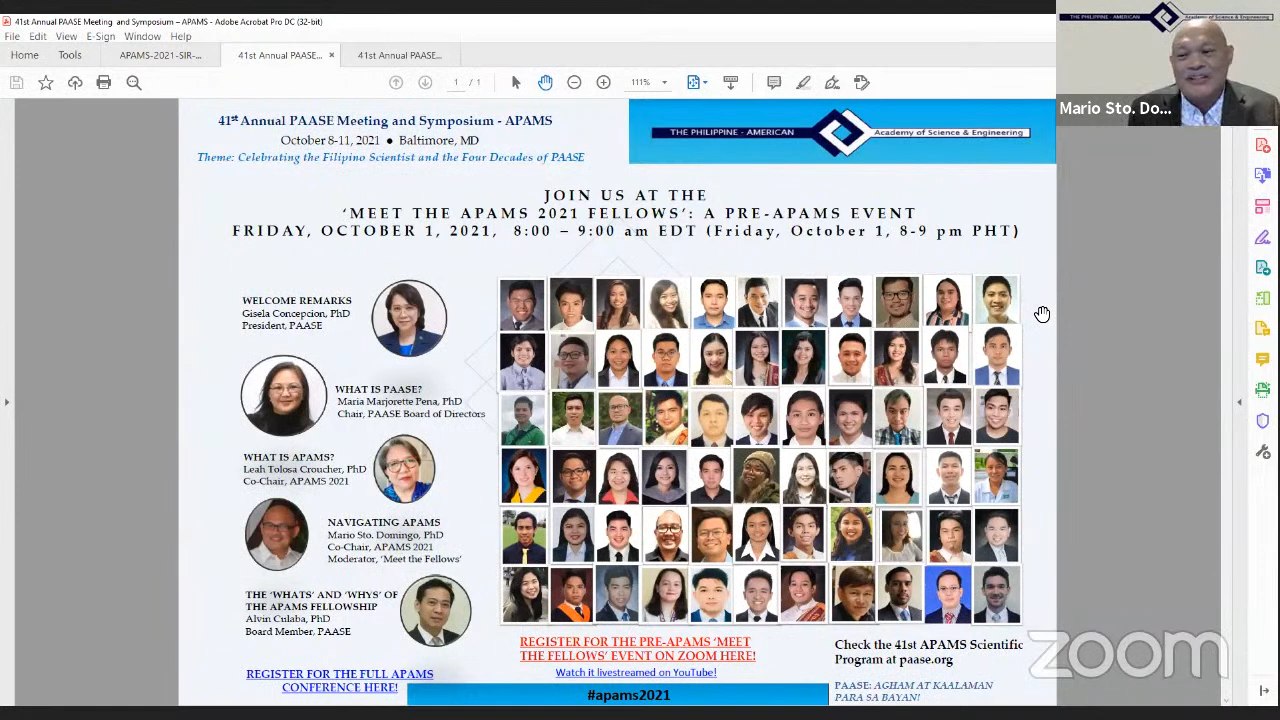 41st Annual PAASE Meeting and Symposium – APAMS - Adobe Acrobat Pro DC (32-bit)
File Edit View E-Sign Window Help
Home Tools APAMS-2021-SIR-... 41st Annual PAASE... × 41st Annual PAASE...
1 / 1 111%
THE PHILIPPINE - AMERICAN Academy of Science & Engineering
Mario Sto. Do...
41st Annual PAASE Meeting and Symposium - APAMS
October 8-11, 2021 ● Baltimore, MD
Theme: Celebrating the Filipino Scientist and the Four Decades of PAASE
THE PHILIPPINE - AMERICAN Academy of Science & Engineering
JOIN US AT THE
‘MEET THE APAMS 2021 FELLOWS’: A PRE-APAMS EVENT
FRIDAY, OCTOBER 1, 2021, 8:00 – 9:00 am EDT (Friday, October 1, 8-9 pm PHT)
WELCOME REMARKS
Gisela Concepcion, PhD
President, PAASE
WHAT IS PAASE?
Maria Marjorette Pena, PhD
Chair, PAASE Board of Directors
WHAT IS APAMS?
Leah Tolosa Croucher, PhD
Co-Chair, APAMS 2021
NAVIGATING APAMS
Mario Sto. Domingo, PhD
Co-Chair, APAMS 2021
Moderator, ‘Meet the Fellows’
THE ‘WHATS’ AND ‘WHYS’ OF
THE APAMS FELLOWSHIP
Alvin Culaba, PhD
Board Member, PAASE
REGISTER FOR THE FULL APAMS
CONFERENCE HERE!
REGISTER FOR THE PRE-APAMS ‘MEET
THE FELLOWS’ EVENT ON ZOOM HERE!
Watch it livestreamed on YouTube!
#apams2021
Check the 41st APAMS Scientific
Program at paase.org
PAASE: AGHAM AT KAALAMAN
PARA SA BAYAN!
zoom